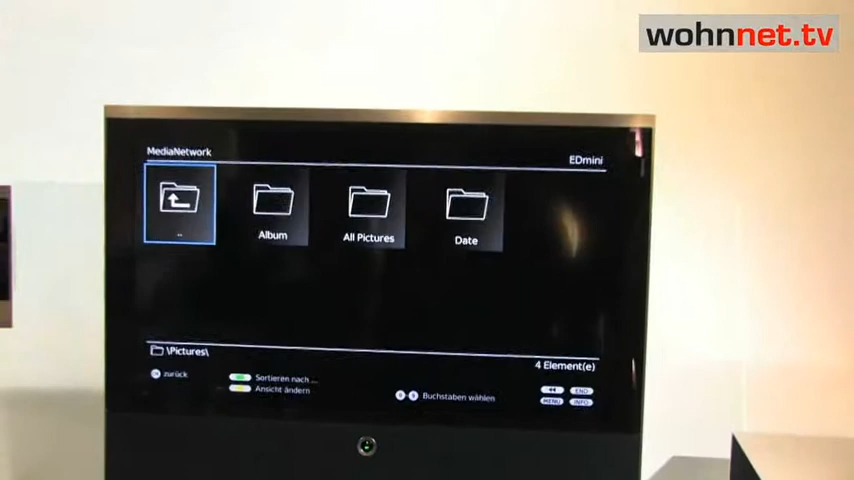 wohnnet.tv
MediaNetwork
EDmini
..
Album
All Pictures
Date
\Pictures\
4 Element(e)
zurück
Sortieren nach ...
Ansicht ändern
Buchstaben wählen
END
MENU
INFO